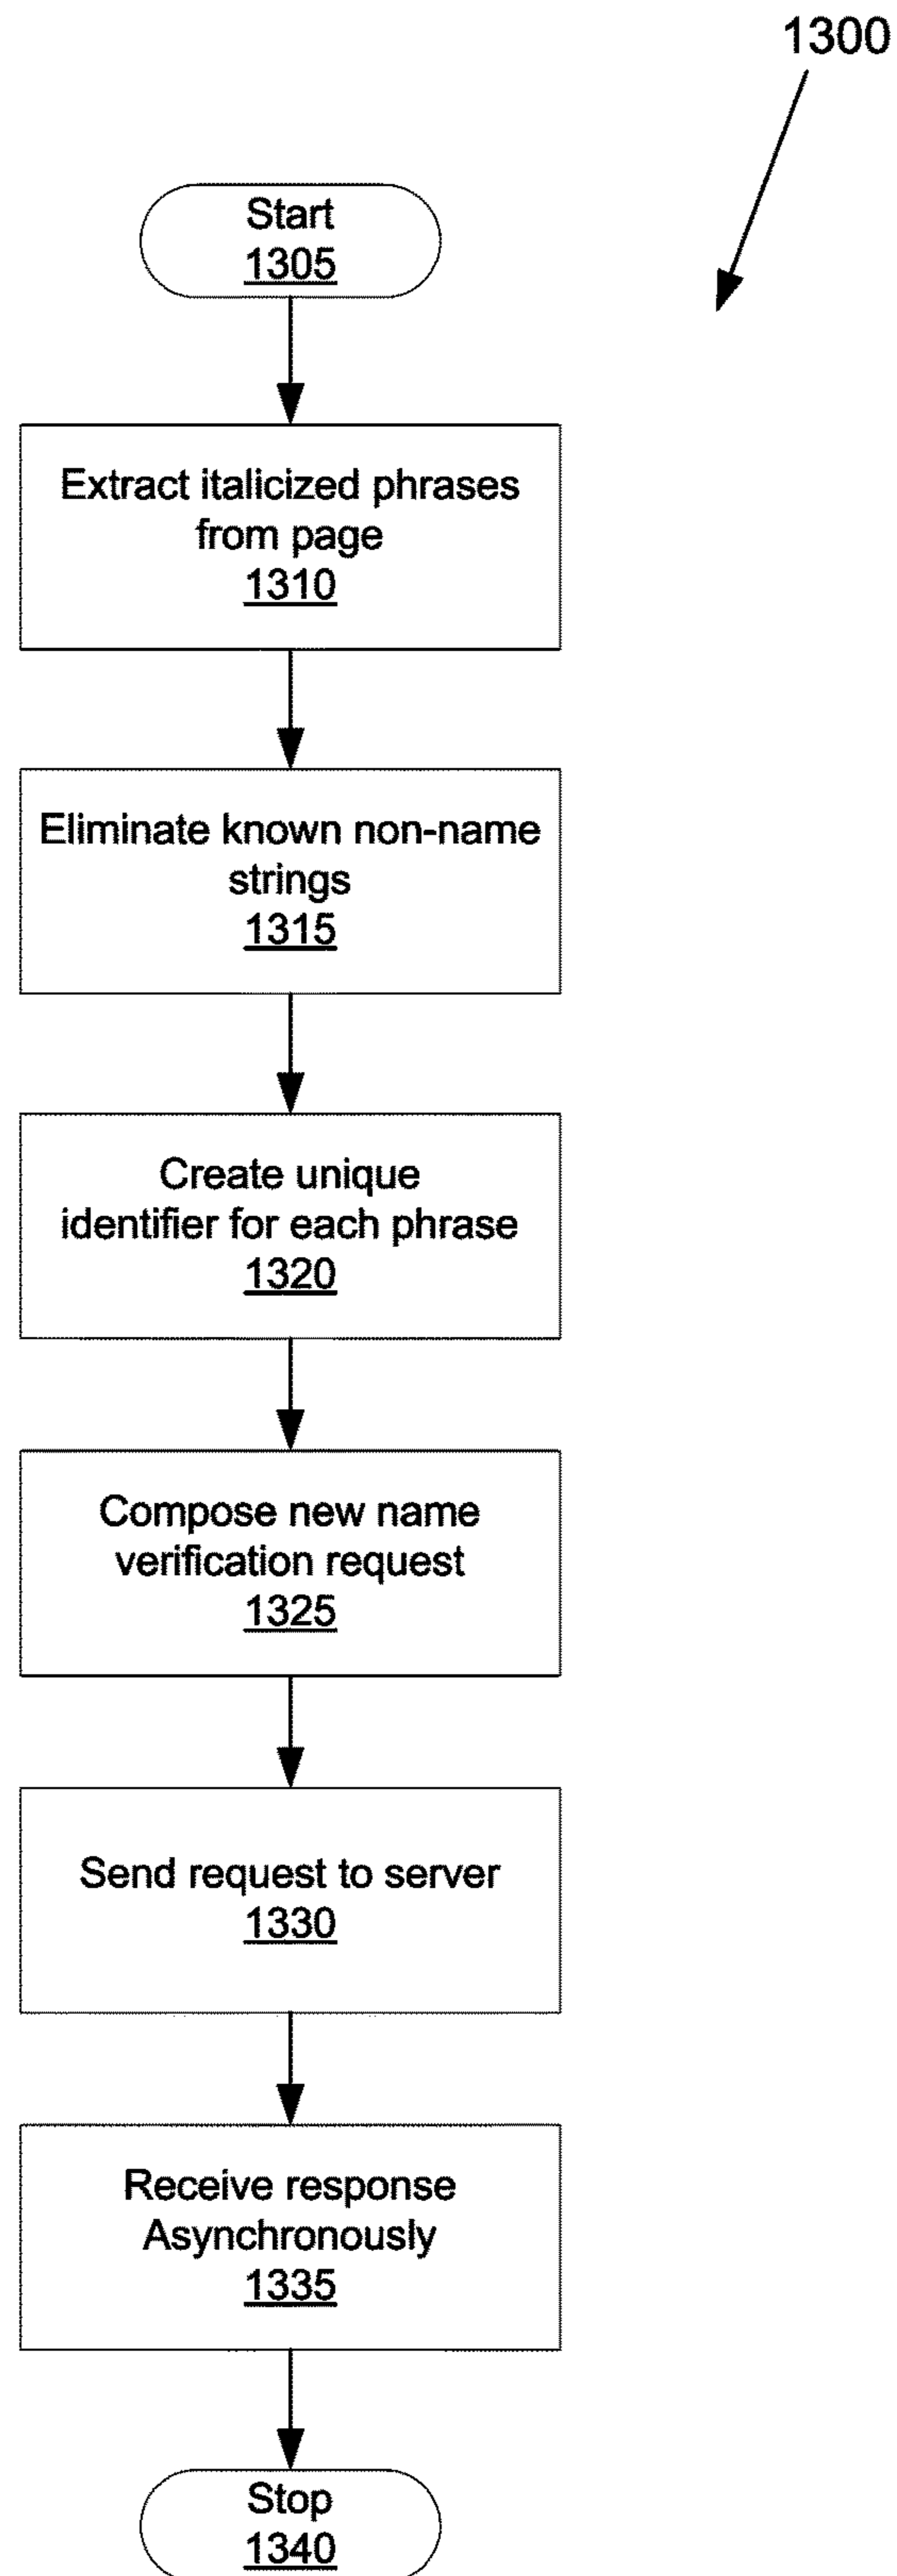 1300
Start
1305
Extract italicized phrases
from page
1310
Eliminate known non-name
strings
1315
Create unique
identifier for each phrase
1320
Compose new name
verification request
1325
Send request to server
1330
Receive response
Asynchronously
1335
Stop
1340